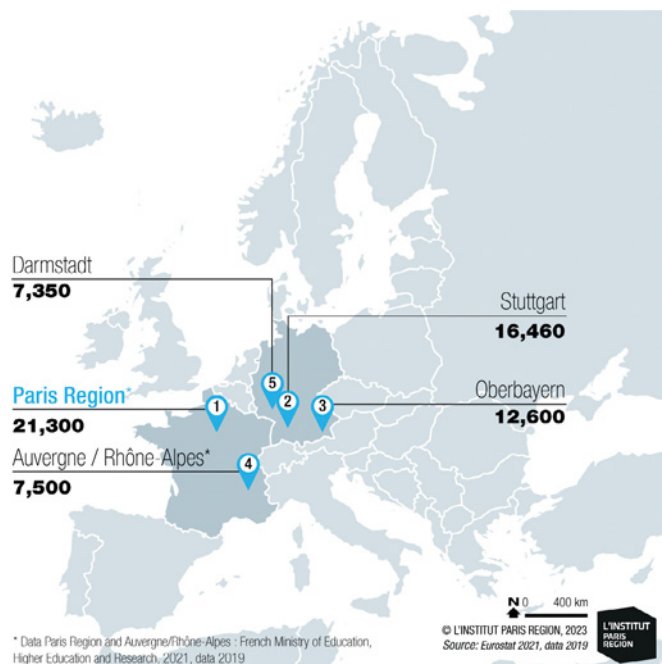 Darmstadt
7,350
Stuttgart
16,460
5
2
3
1
Oberbayern
12,600
Paris Region*
21,300
Auvergne / Rhône-Alpes*
7,500
4
N 0 400 km
© L'INSTITUT PARIS REGION, 2023
Source: Eurostat 2021, data 2019
L'INSTITUT
PARIS
REGION
* Data Paris Region and Auvergne/Rhône-Alpes : French Ministry of Education,
Higher Education and Research, 2021, data 2019